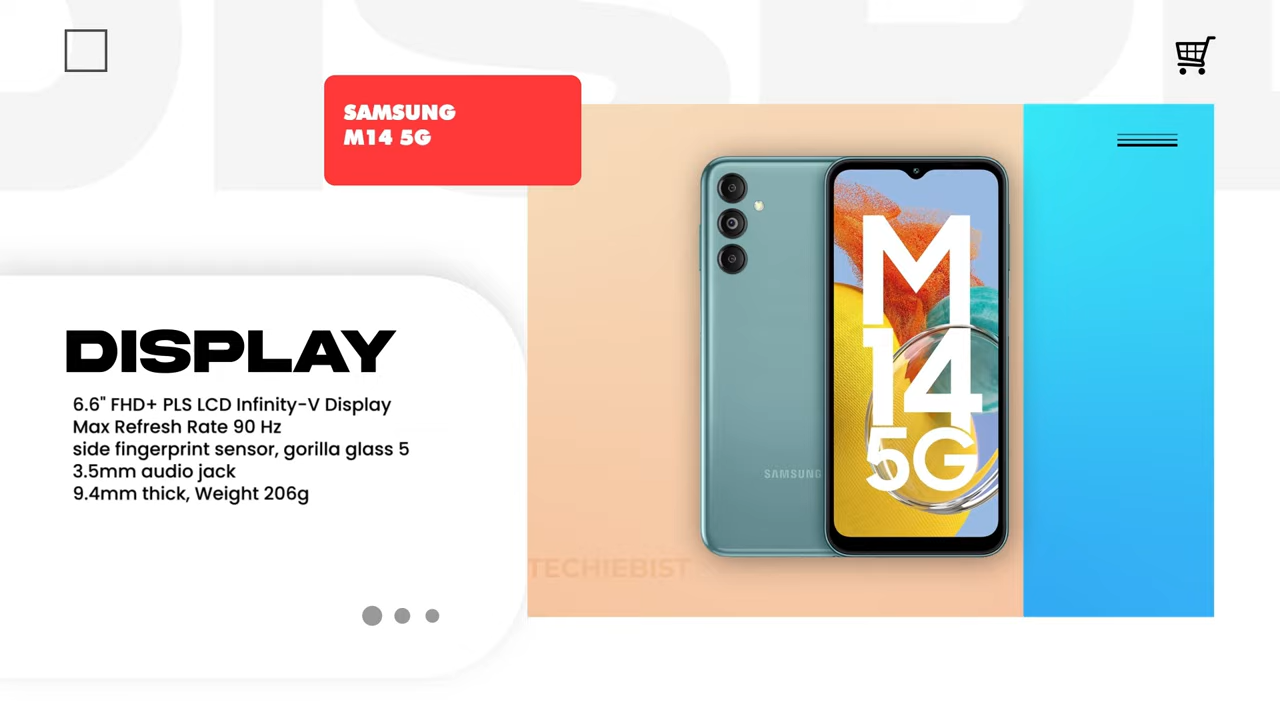 SAMSUNG
M14 5G
DISPLAY
6.6" FHD+ PLS LCD Infinity-V Display
Max Refresh Rate 90 Hz
side fingerprint sensor, gorilla glass 5
3.5mm audio jack
9.4mm thick, Weight 206g
M
14
5G
SAMSUNG
TECHIEBIST